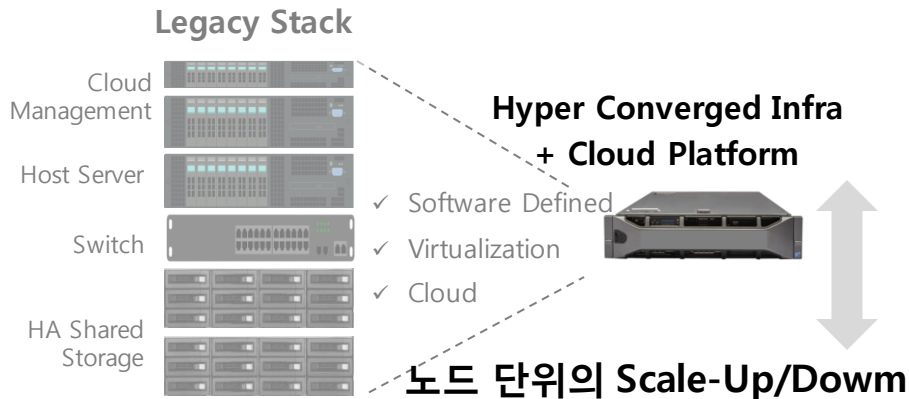 Legacy Stack
Cloud
Management
Host Server
Switch
HA Shared
Storage
✓ Software Defined
✓ Virtualization
✓ Cloud
Hyper Converged Infra
+ Cloud Platform
노드 단위의 Scale-Up/Dowm